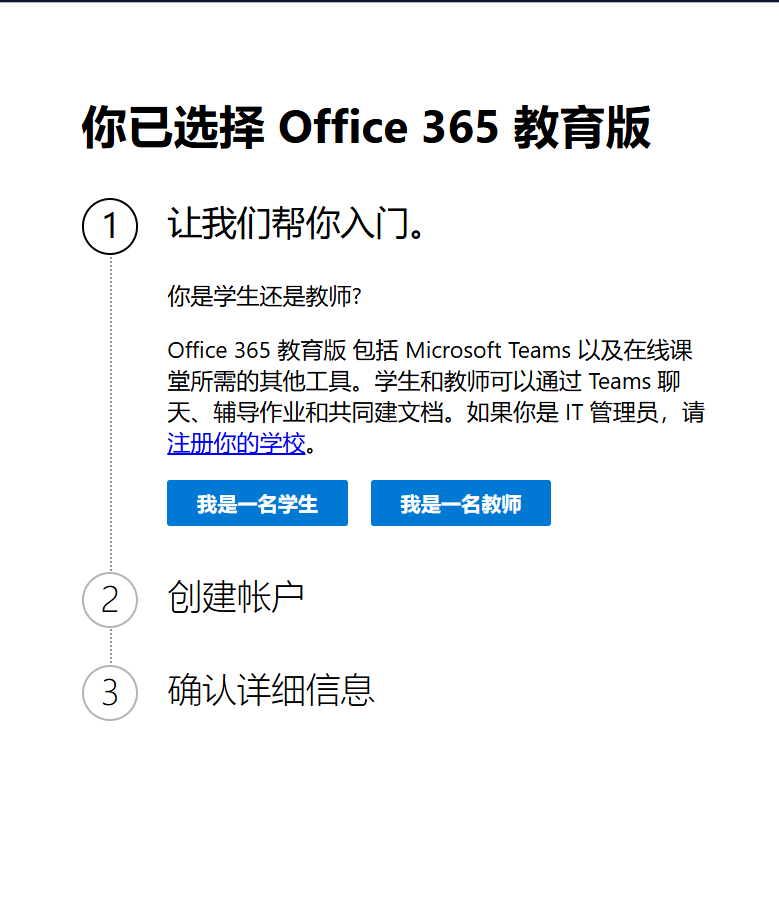 你已选择 Office 365 教育版
1 让我们帮你入门。
你是学生还是教师?
Office 365 教育版 包括 Microsoft Teams 以及在线课
堂所需的其他工具。学生和教师可以通过 Teams 聊
天、辅导作业和共同建文档。如果你是 IT 管理员，请
注册你的学校。
我是一名学生 我是一名教师
2 创建帐户
3 确认详细信息